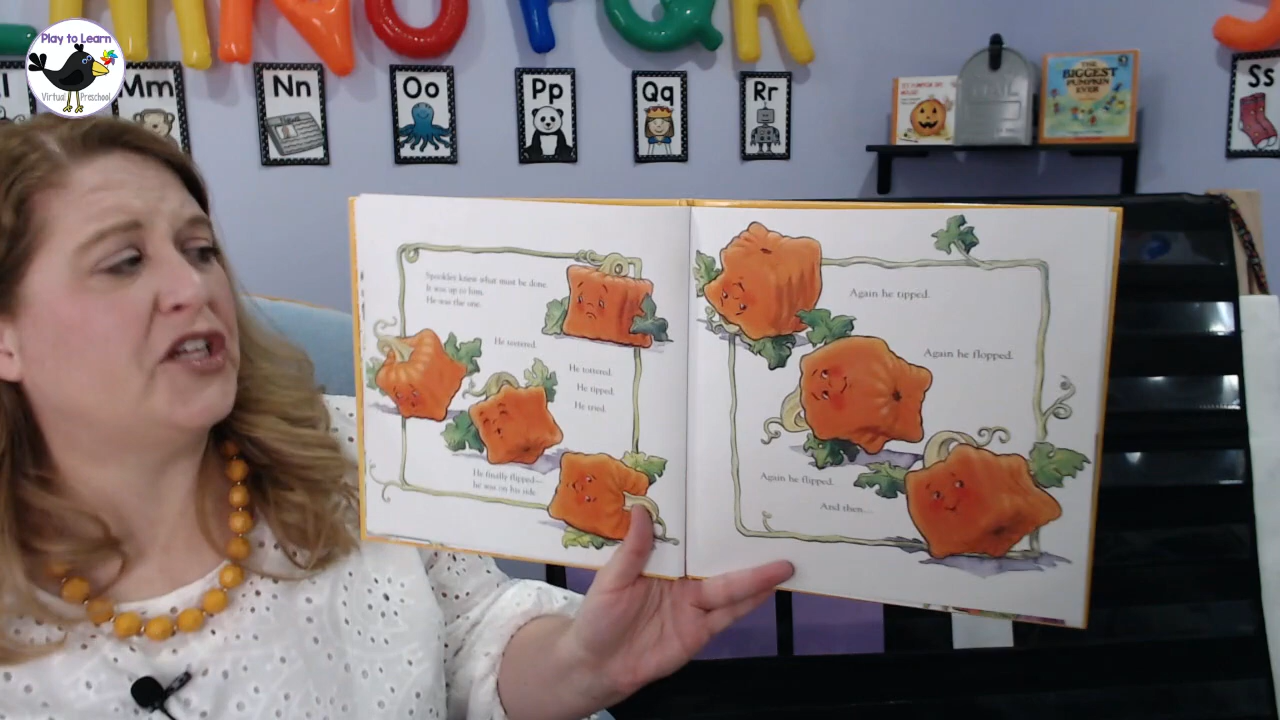 Play to Learn
Virtual Preschool
Mm
Nn
Oo
Pp
Qq
Rr
Ss
MAIL
THE
BIGGEST
PUMPKIN
EVER
Spookley knew what must be done.
It was up to him.
He was the one.
He teetered.
He tottered.
He tipped.
He tried.
He finally flipped—
he was on his side.
Again he tipped.
Again he flopped.
Again he flipped.
And then...